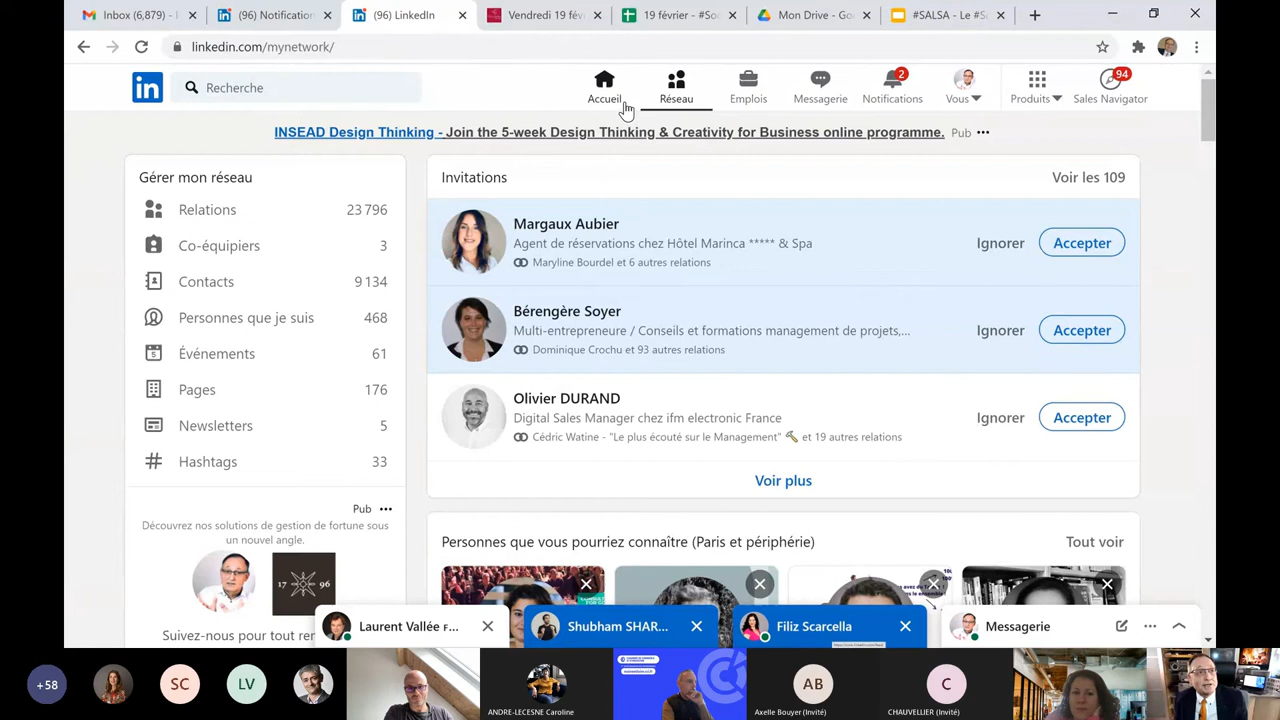 Inbox (6,879) -
(96) Notification
(96) LinkedIn
Vendredi 19 fév
19 février - #So
Mon Drive - Go
#SALSA - Le #S
linkedin.com/mynetwork/
in
Recherche
Accueil
Réseau
Emplois
Messagerie
2
Notifications
Vous
Produits
94
Sales Navigator
INSEAD Design Thinking - Join the 5-week Design Thinking & Creativity for Business online programme. Pub •••
Gérer mon réseau
Relations 23 796
Co-équipiers 3
Contacts 9 134
Personnes que je suis 468
Événements 61
Pages 176
Newsletters 5
Hashtags 33
Pub •••
Découvrez nos solutions de gestion de fortune sous
un nouvel angle.
17 96
Suivez-nous pour tout re
Invitations Voir les 109
Margaux Aubier
Agent de réservations chez Hôtel Marinca ***** & Spa
Maryline Bourdel et 6 autres relations
Ignorer Accepter
Bérengère Soyer
Multi-entrepreneure / Conseils et formations management de projets,...
Dominique Crochu et 93 autres relations
Ignorer Accepter
Olivier DURAND
Digital Sales Manager chez ifm electronic France
Cédric Watine - "Le plus écouté sur le Management" 🔨 et 19 autres relations
Ignorer Accepter
Voir plus
Personnes que vous pourriez connaître (Paris et périphérie) Tout voir
Laurent Vallée
Shubham SHAR...
Filiz Scarcella
Messagerie
+58
SC
LV
ANDRE-LECESNE Caroline
AB
Axelle Bouyer (Invité)
C
CHAUVELLIER (Invité)